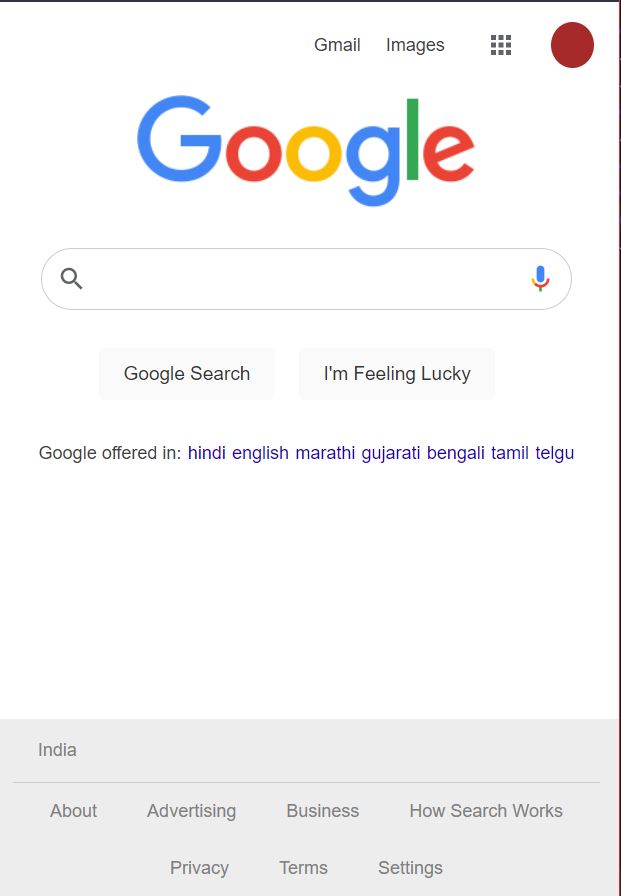 Gmail Images
Google
Google Search I'm Feeling Lucky
Google offered in: hindi english marathi gujarati bengali tamil telgu
India
About Advertising Business How Search Works
Privacy Terms Settings